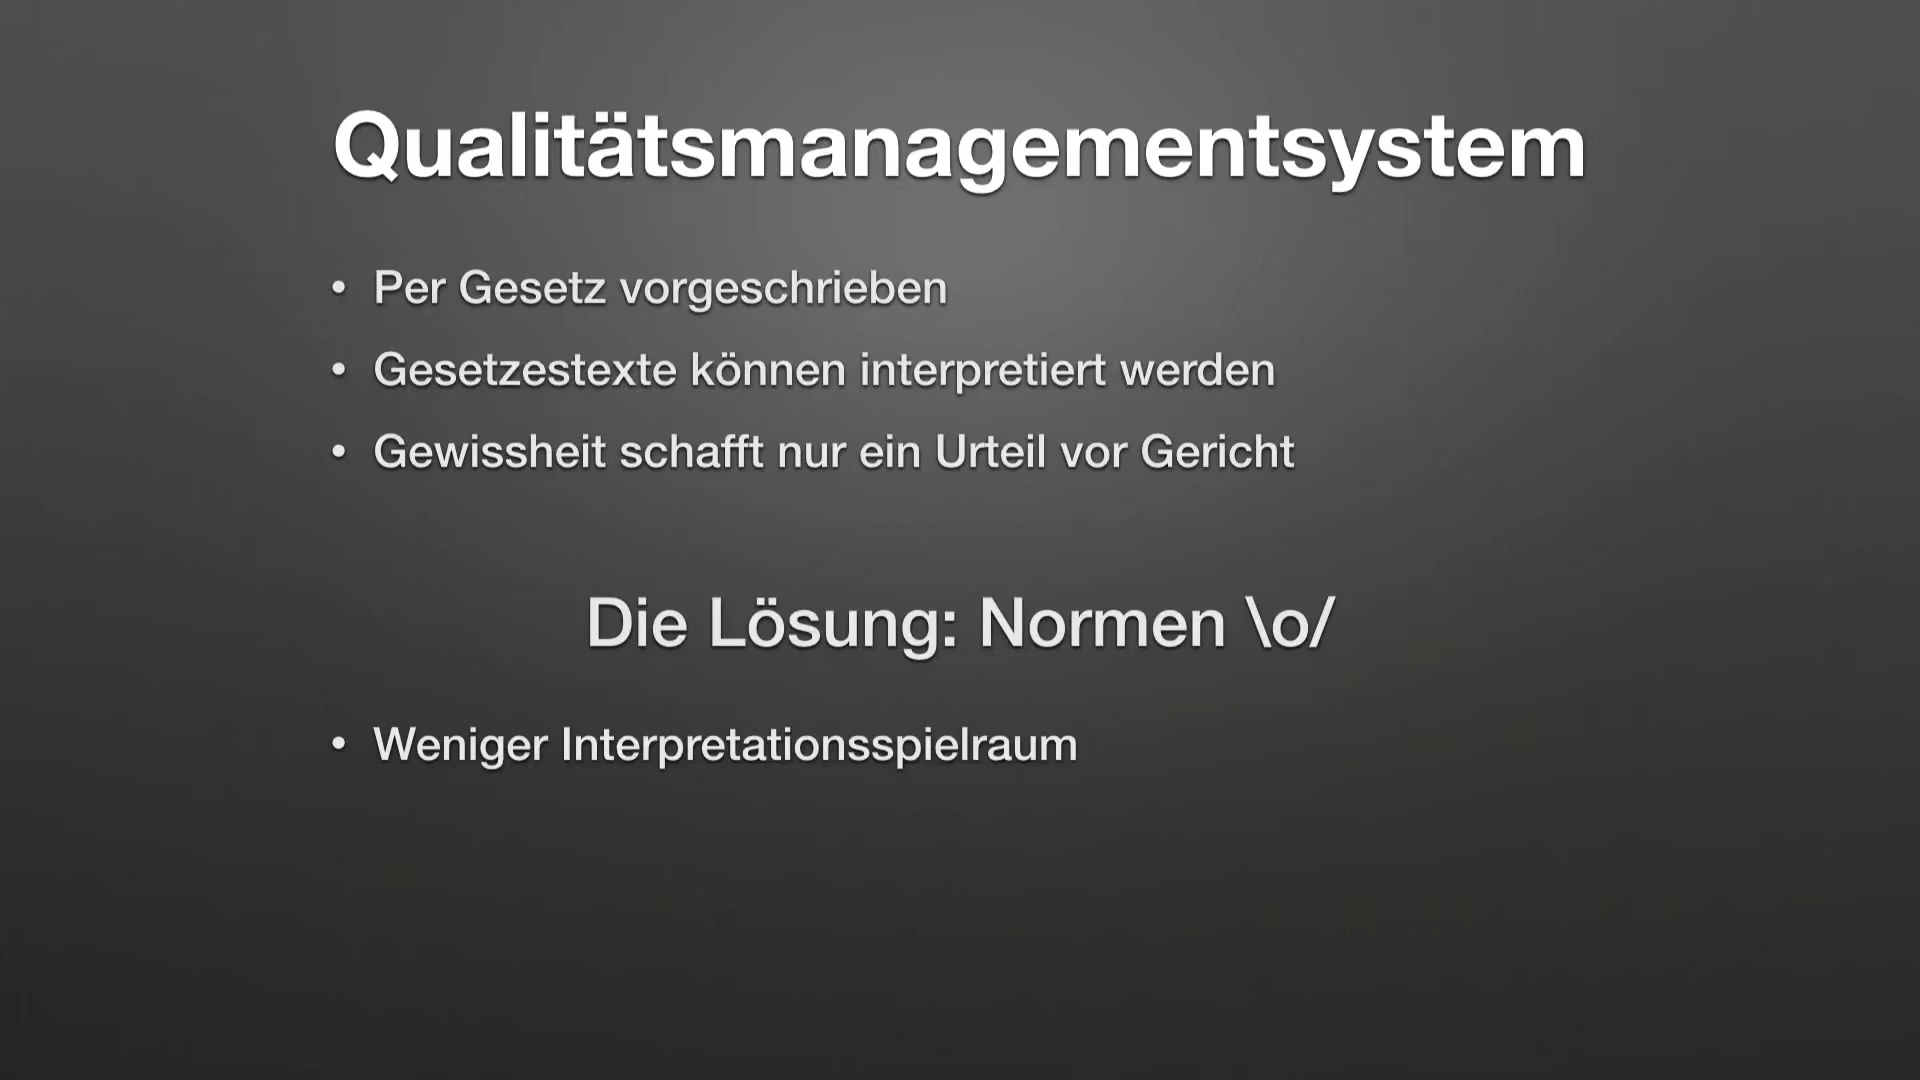 Qualitätsmanagementsystem
• Per Gesetz vorgeschrieben
• Gesetzestexte können interpretiert werden
• Gewissheit schafft nur ein Urteil vor Gericht
Die Lösung: Normen \o/
• Weniger Interpretationsspielraum